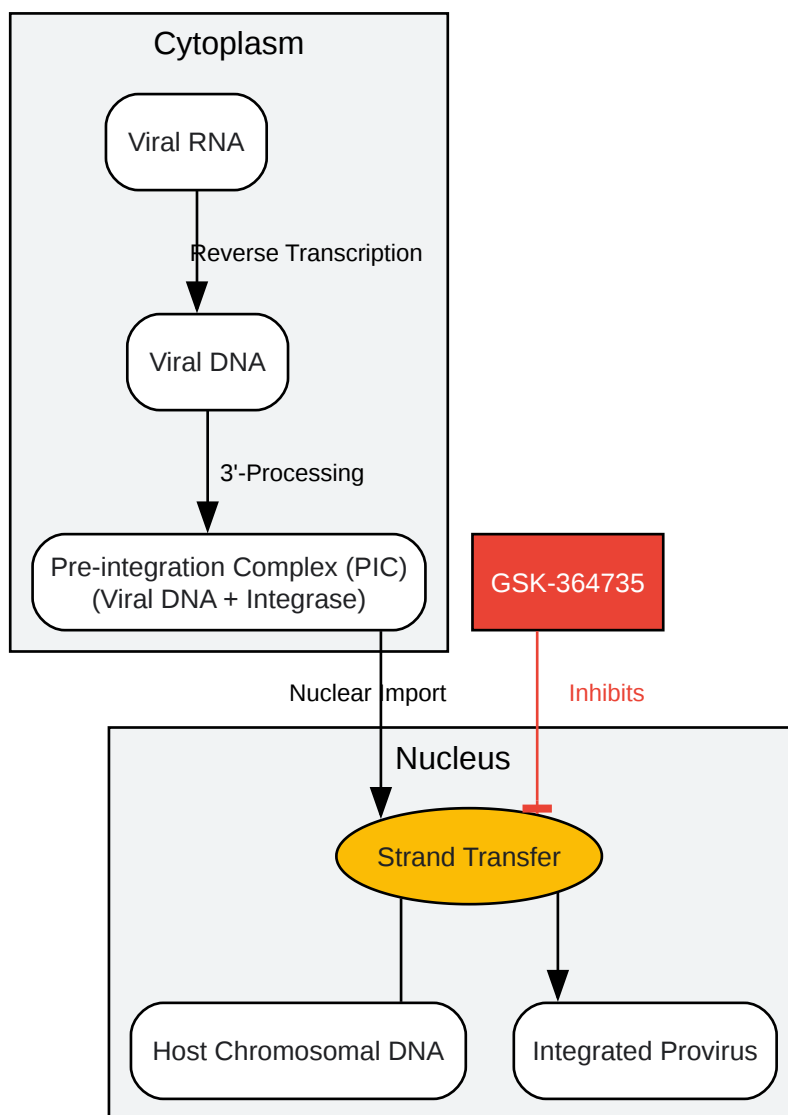 Cytoplasm
Viral RNA
Reverse Transcription
Viral DNA
3'-Processing
Pre-integration Complex (PIC)
(Viral DNA + Integrase)
GSK-364735
Nuclear Import
Inhibits
Nucleus
Strand Transfer
Host Chromosomal DNA
Integrated Provirus